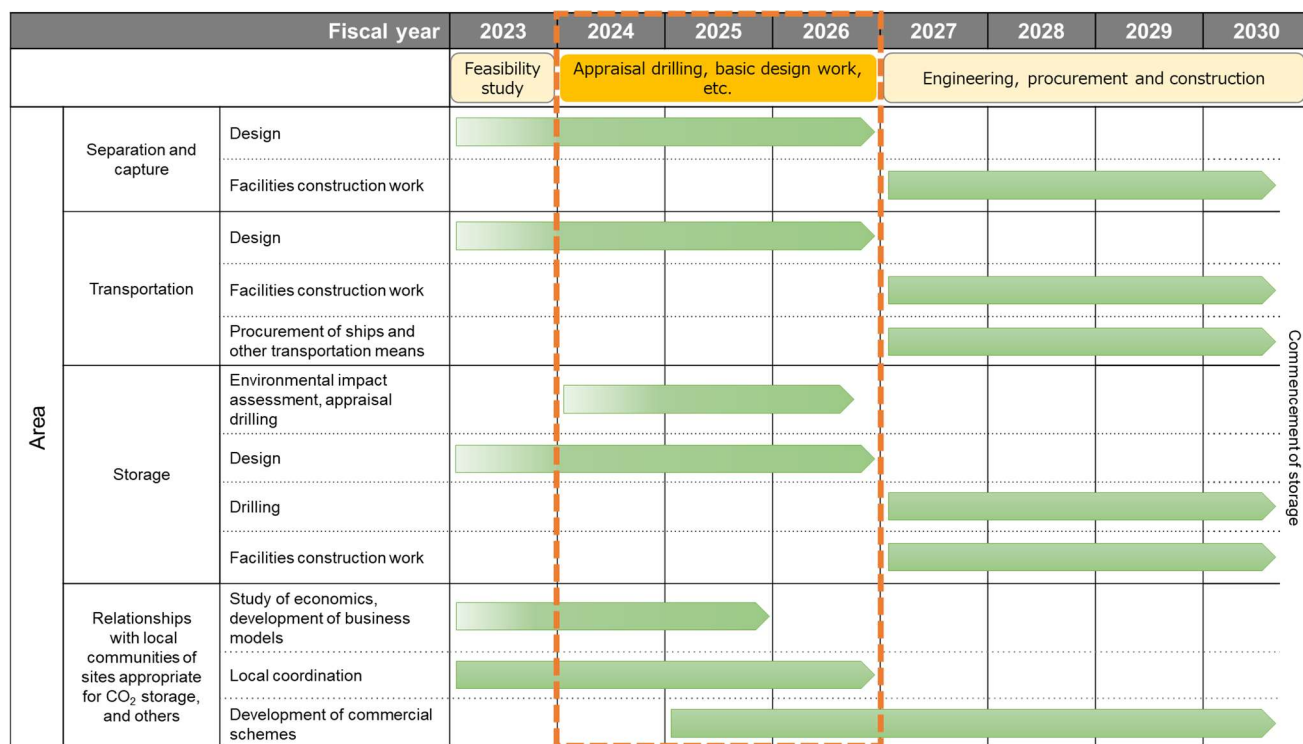 Fiscal year 2023 2024 2025 2026 2027 2028 2029 2030
Feasibility
study
Appraisal drilling, basic design work,
etc.
Engineering, procurement and construction
Area
Separation and
capture
Design
Facilities construction work
Transportation
Design
Facilities construction work
Procurement of ships and
other transportation means
Storage
Environmental impact
assessment, appraisal
drilling
Design
Drilling
Facilities construction work
Relationships
with local
communities of
sites appropriate
for CO₂ storage,
and others
Study of economics,
development of business
models
Local coordination
Development of commercial
schemes
Commencement of storage